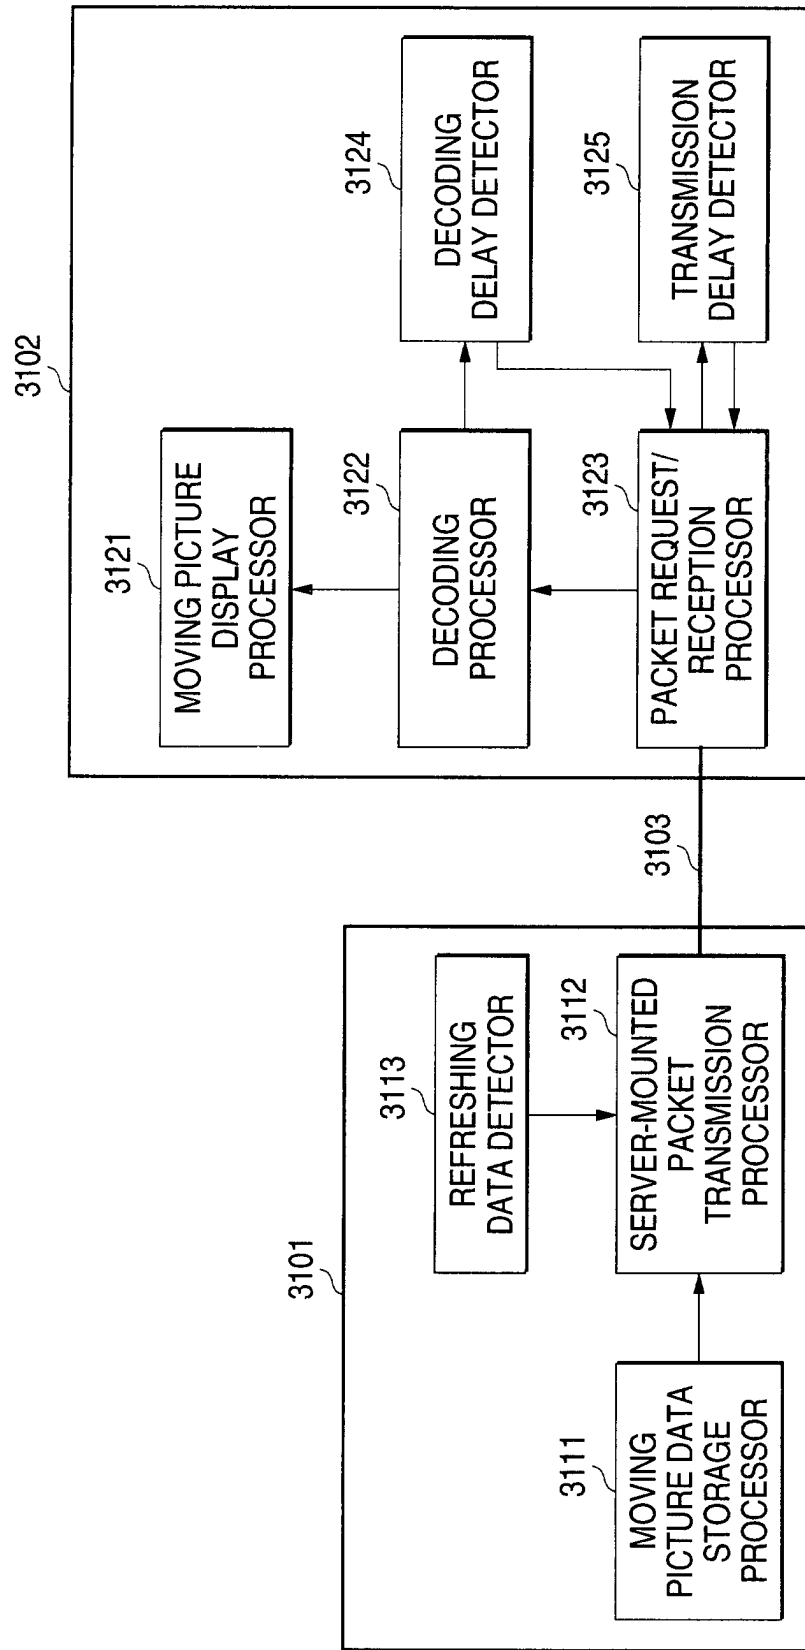 3101
3113
REFRESHING
DATA DETECTOR
3111
MOVING
PICTURE DATA
STORAGE
PROCESSOR
3112
SERVER-MOUNTED
PACKET
TRANSMISSION
PROCESSOR
3103
3102
3121
MOVING PICTURE
DISPLAY
PROCESSOR
3122
DECODING
PROCESSOR
3124
DECODING
DELAY DETECTOR
3123
PACKET REQUEST/
RECEPTION
PROCESSOR
3125
TRANSMISSION
DELAY DETECTOR